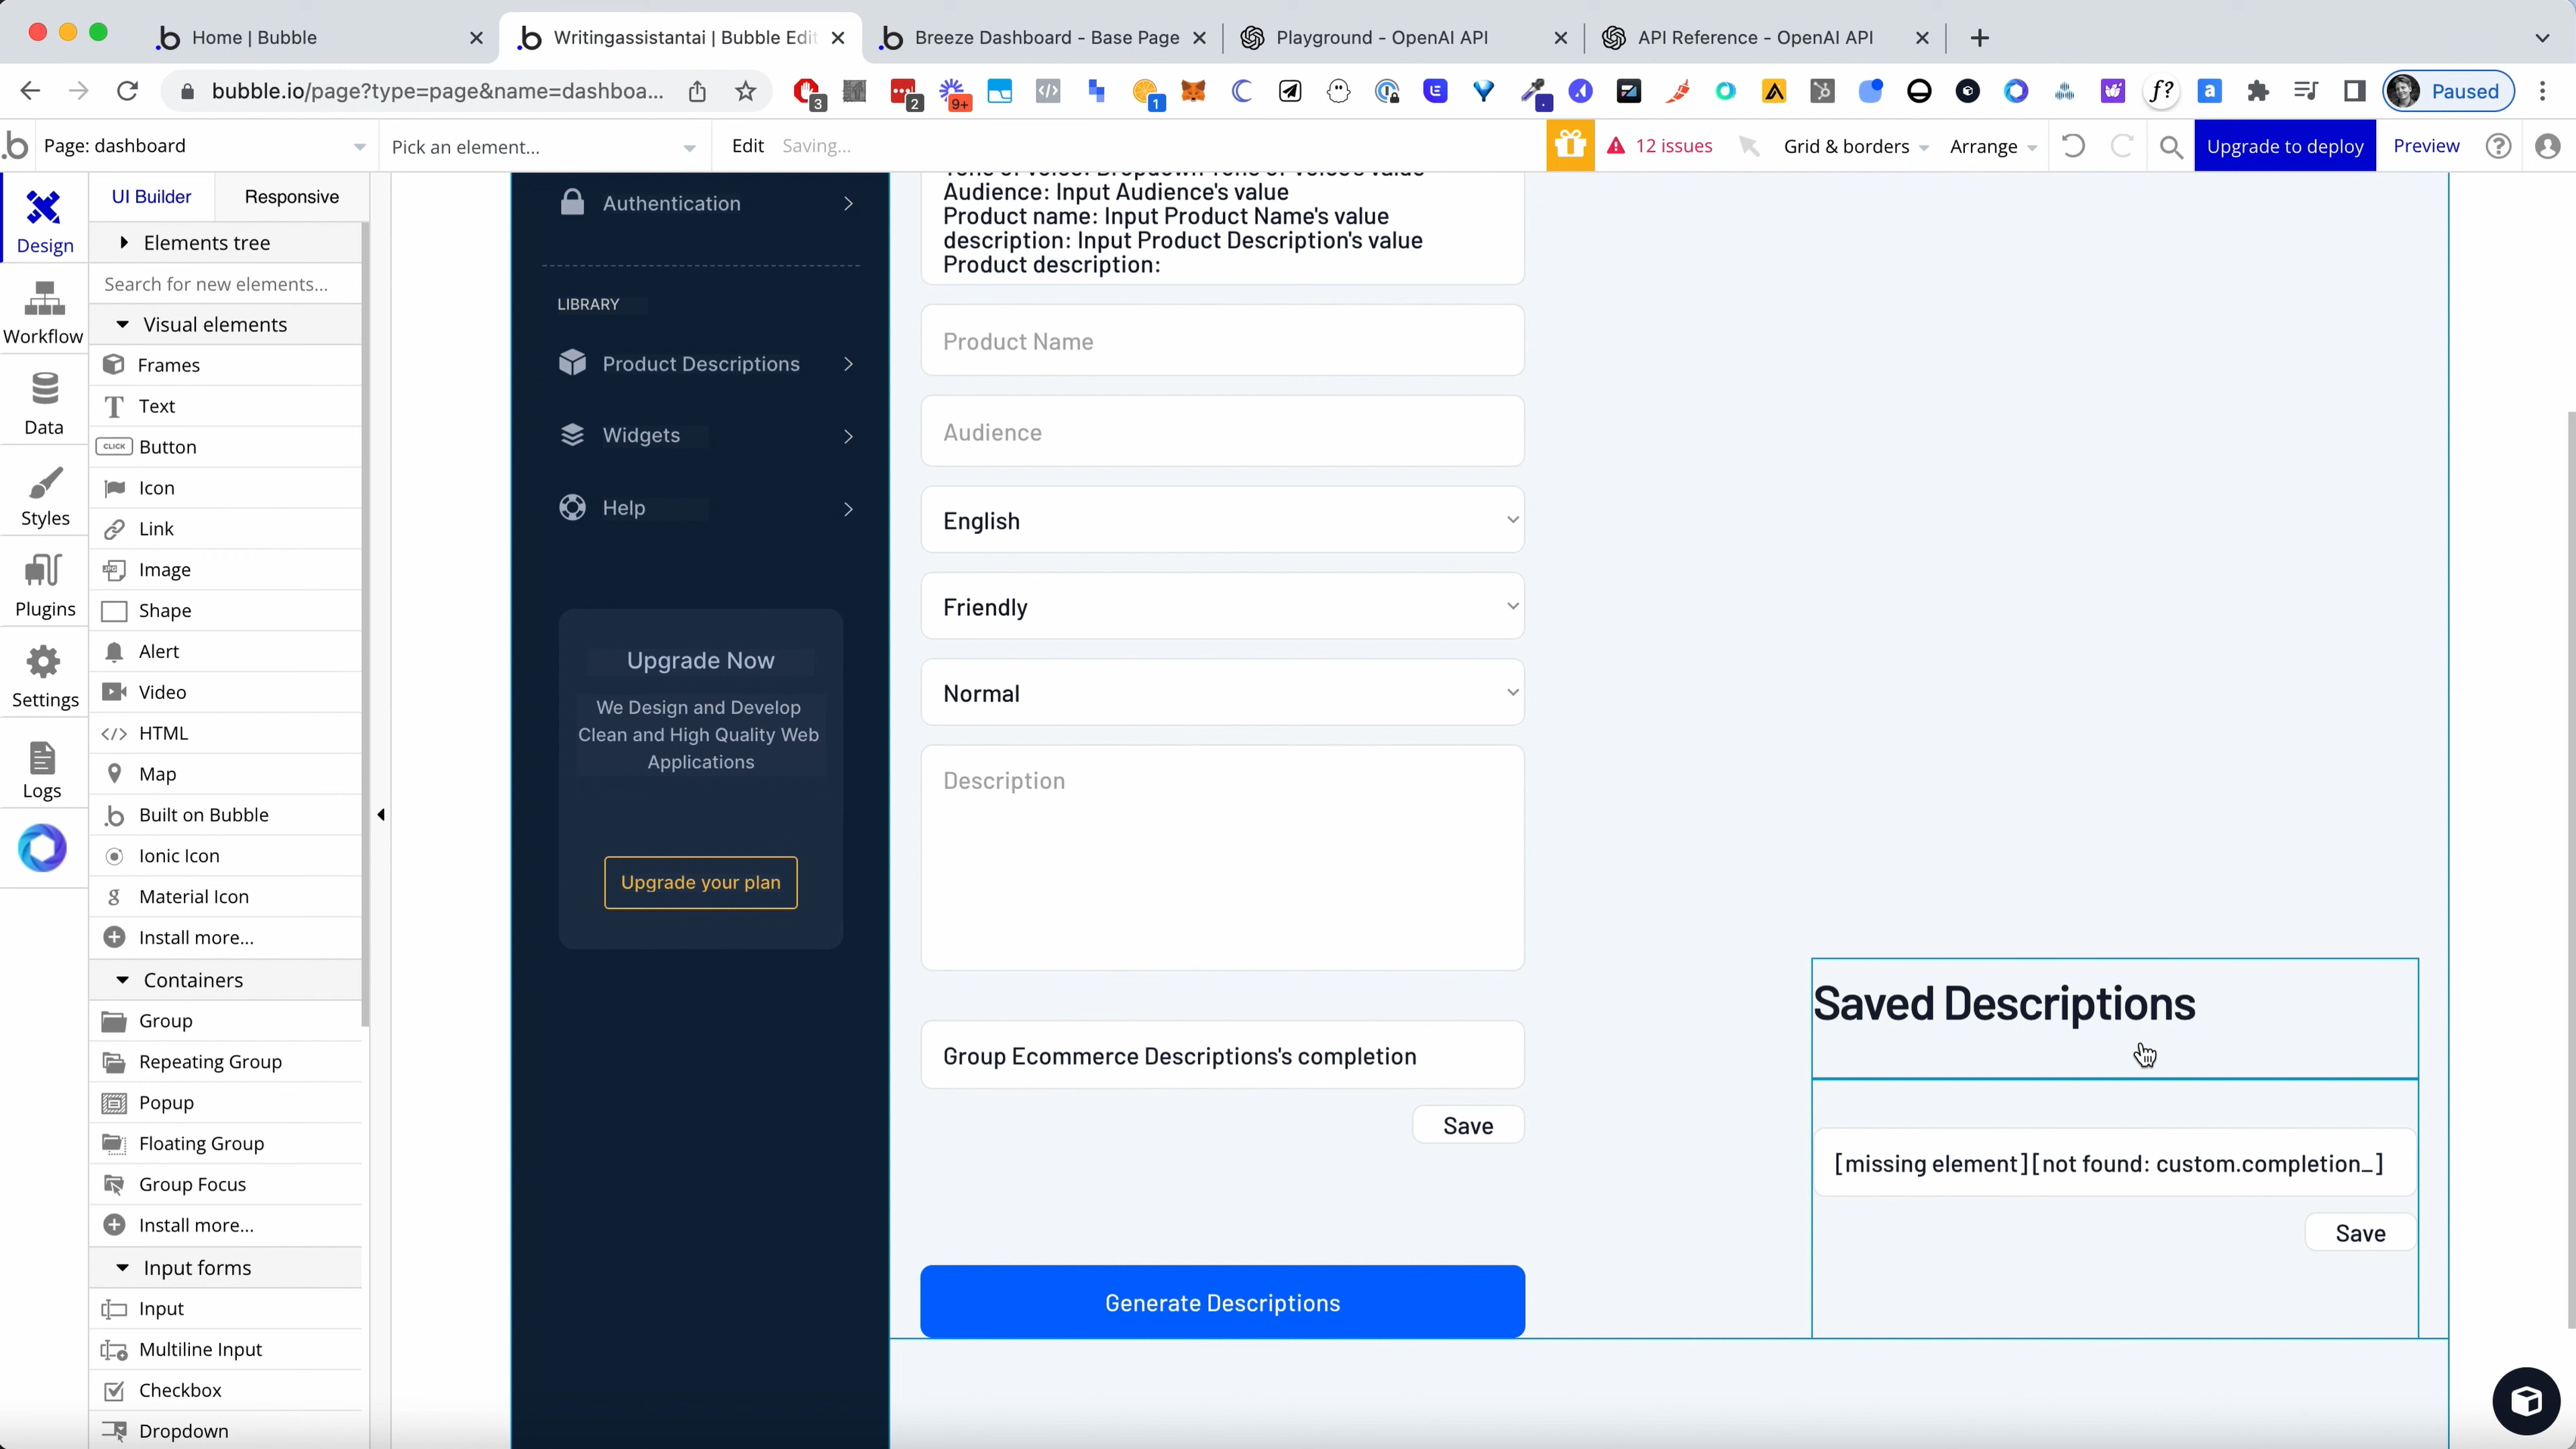 Home | Bubble
Writingassistantai | Bubble Edit
Breeze Dashboard - Base Page
Playground - OpenAI API
API Reference - OpenAI API
bubble.io/page?type=page&name=dashboa...
3
2
9+
1
f?
a
Paused
Page: dashboard
Pick an element...
Edit
Saving...
12 issues
Grid & borders
Arrange
Upgrade to deploy
Preview
Design
Workflow
Data
Styles
Plugins
Settings
Logs
UI Builder
Responsive
Elements tree
Search for new elements...
Visual elements
Frames
Text
CLICK Button
Icon
Link
Image
Shape
Alert
Video
HTML
Map
Built on Bubble
Ionic Icon
Material Icon
Install more...
Containers
Group
Repeating Group
Popup
Floating Group
Group Focus
Install more...
Input forms
Input
Multiline Input
Checkbox
Dropdown
Authentication
LIBRARY
Product Descriptions
Widgets
Help
Upgrade Now
We Design and Develop
Clean and High Quality Web
Applications
Upgrade your plan
Audience: Input Audience's value
Product name: Input Product Name's value
description: Input Product Description's value
Product description:
Product Name
Audience
English
Friendly
Normal
Description
Group Ecommerce Descriptions's completion
Save
Generate Descriptions
Saved Descriptions
[missing element][not found: custom.completion_]
Save